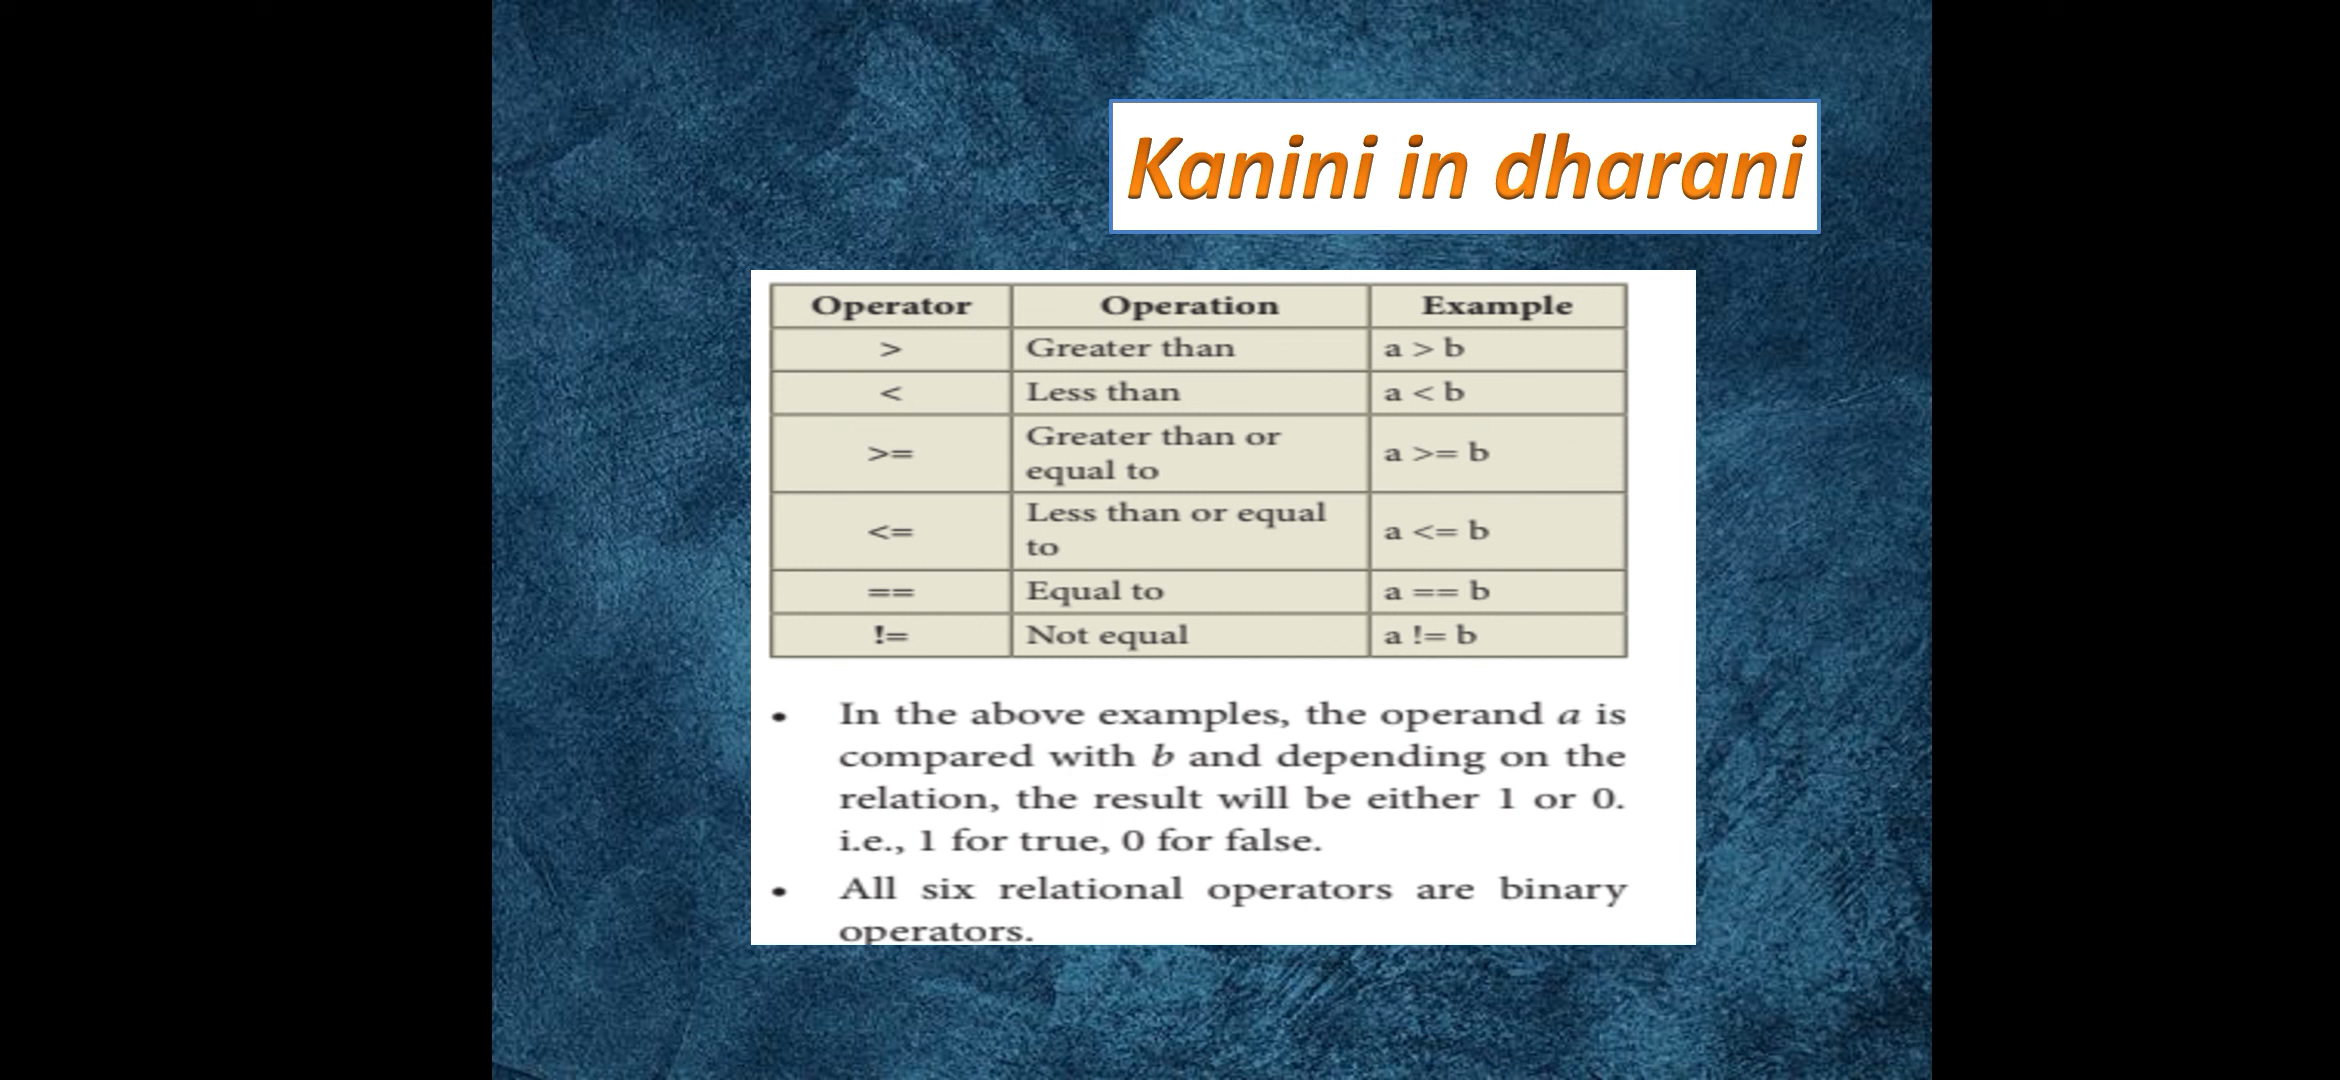 Kanini in dharani
Operator Operation Example
> Greater than a > b
< Less than a < b
>= Greater than or equal to a >= b
<= Less than or equal to a <= b
== Equal to a == b
!= Not equal a != b
• In the above examples, the operand a is
compared with b and depending on the
relation, the result will be either 1 or 0.
i.e., 1 for true, 0 for false.
• All six relational operators are binary
operators.